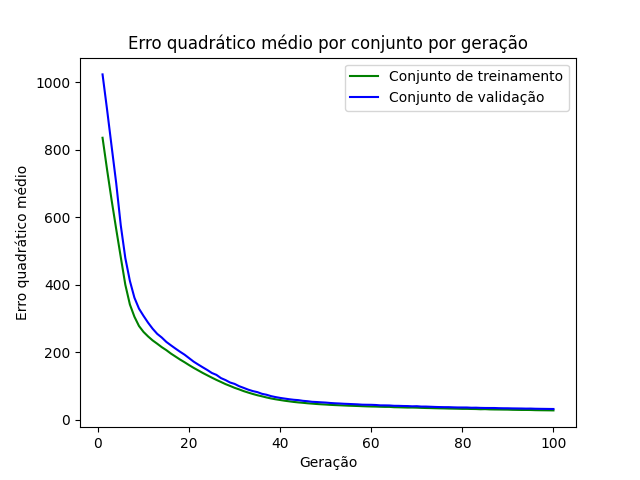 Erro quadrático médio por conjunto por geração
Conjunto de treinamento
Conjunto de validação
Erro quadrático médio
1000
800
600
400
200
0
0 20 40 60 80 100
Geração